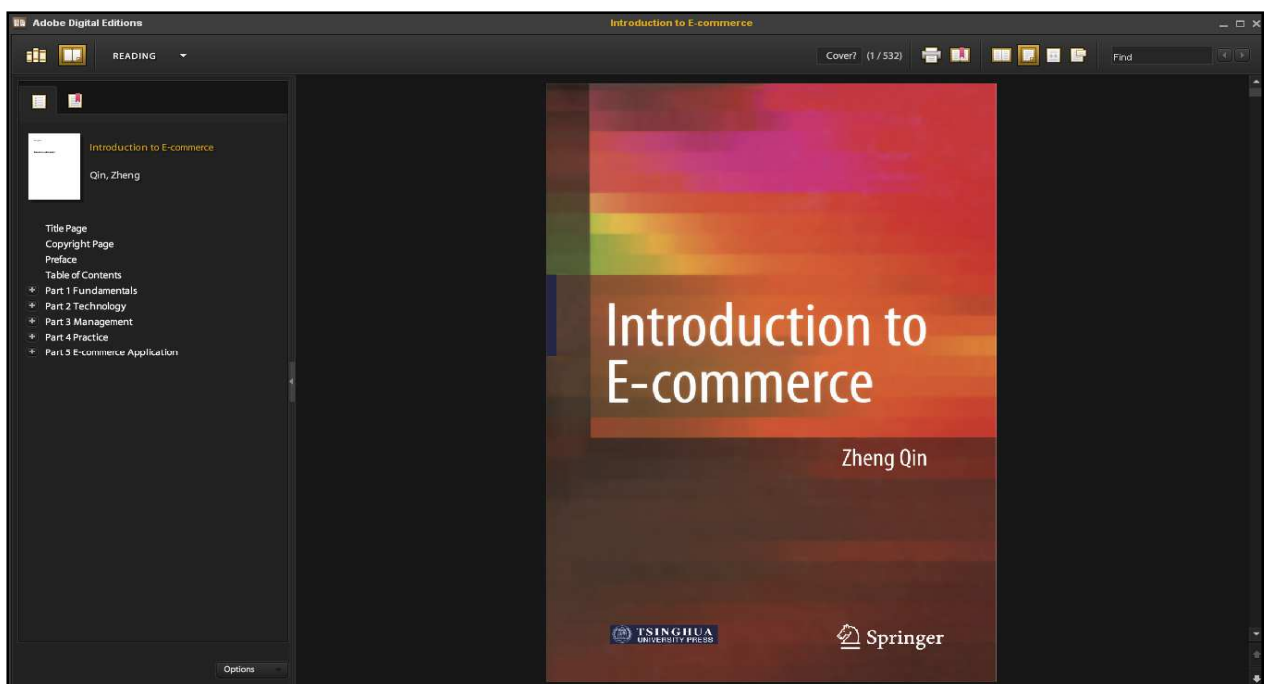 Adobe Digital Editions
Introduction to E-commerce
READING
Cover? (1 / 532)
Find
Introduction to E-commerce
Qin, Zheng
Title Page
Copyright Page
Preface
Table of Contents
Part 1 Fundamentals
Part 2 Technology
Part 3 Management
Part 4 Practice
Part 5 E-commerce Application
Options
Introduction to
E-commerce
Zheng Qin
TSINGHUA
UNIVERSITY PRESS
Springer